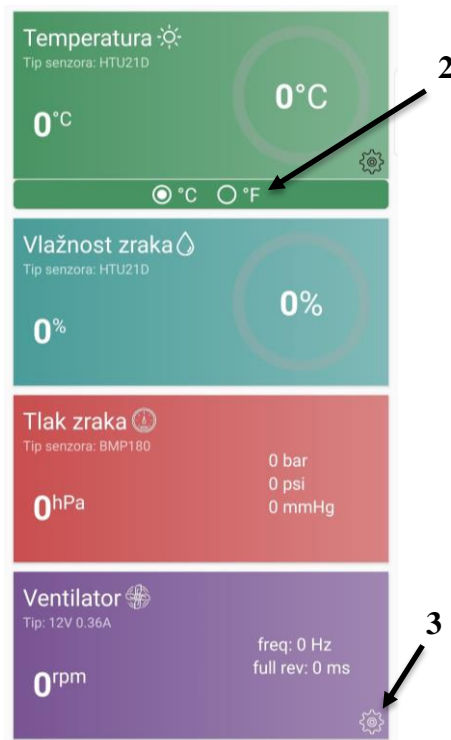 Temperatura
Tip senzora: HTU21D
0°C
0°C
2
°C °F
Vlažnost zraka
Tip senzora: HTU21D
0%
0%
Tlak zraka
Tip senzora: BMP180
0 bar
0 psi
0 mmHg
0hPa
Ventilator
Tip: 12V 0.36A
freq: 0 Hz
full rev: 0 ms
0rpm
3